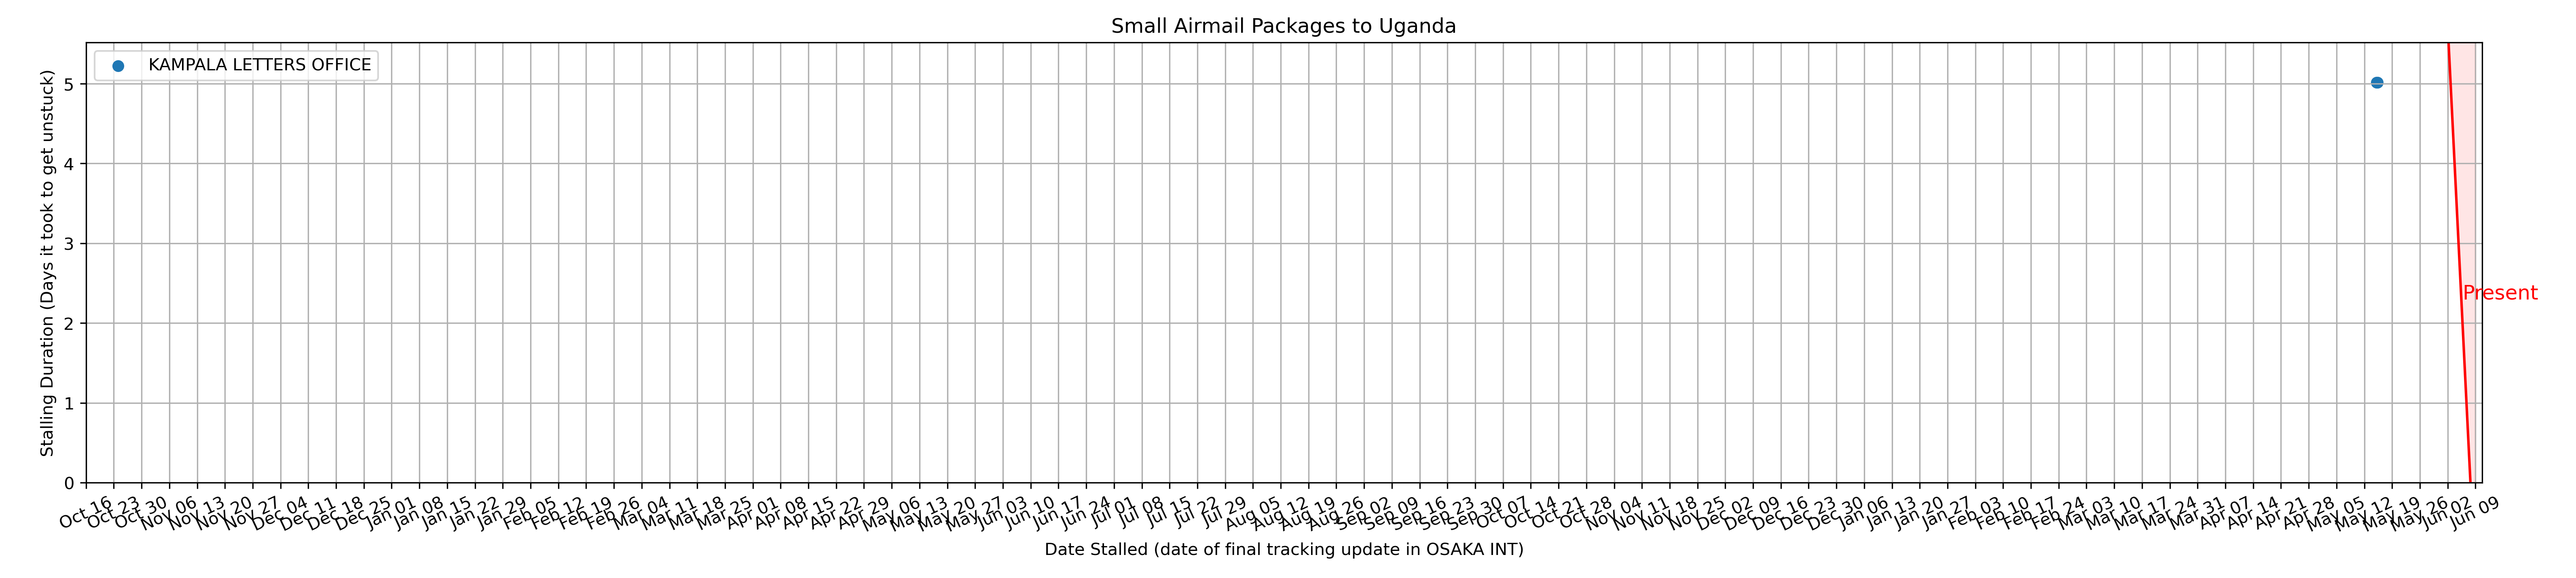 Small Airmail Packages to Uganda
KAMPALA LETTERS OFFICE
Stalling Duration (Days it took to get unstuck)
5
4
3
2
1
0
Present
Oct 16
Oct 23
Oct 30
Nov 06
Nov 13
Nov 20
Nov 27
Dec 04
Dec 11
Dec 18
Dec 25
Jan 01
Jan 08
Jan 15
Jan 22
Jan 29
Feb 05
Feb 12
Feb 19
Feb 26
Mar 04
Mar 11
Mar 18
Mar 25
Apr 01
Apr 08
Apr 15
Apr 22
Apr 29
May 06
May 13
May 20
May 27
Jun 03
Jun 10
Jun 17
Jun 24
Jul 01
Jul 08
Jul 15
Jul 22
Jul 29
Aug 05
Aug 12
Aug 19
Aug 26
Sep 02
Sep 09
Sep 16
Sep 23
Sep 30
Oct 07
Oct 14
Oct 21
Oct 28
Nov 04
Nov 11
Nov 18
Nov 25
Dec 02
Dec 09
Dec 16
Dec 23
Dec 30
Jan 06
Jan 13
Jan 20
Jan 27
Feb 03
Feb 10
Feb 17
Feb 24
Mar 03
Mar 10
Mar 17
Mar 24
Mar 31
Apr 07
Apr 14
Apr 21
Apr 28
May 05
May 12
May 19
May 26
Jun 02
Jun 09
Date Stalled (date of final tracking update in OSAKA INT)